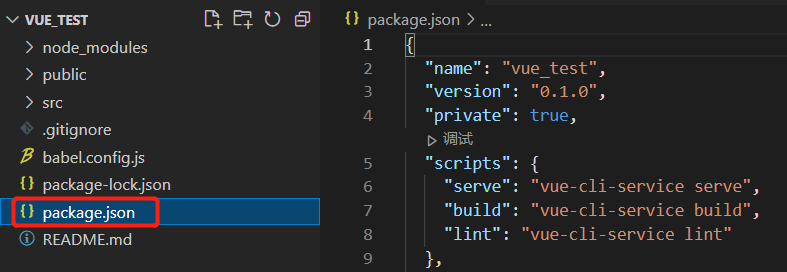 VUE_TEST
node_modules
public
src
.gitignore
babel.config.js
package-lock.json
package.json
README.md
package.json > ...
1 {
2 "name": "vue_test",
3 "version": "0.1.0",
4 "private": true,
调试
5 "scripts": {
6 "serve": "vue-cli-service serve",
7 "build": "vue-cli-service build",
8 "lint": "vue-cli-service lint"
9 },